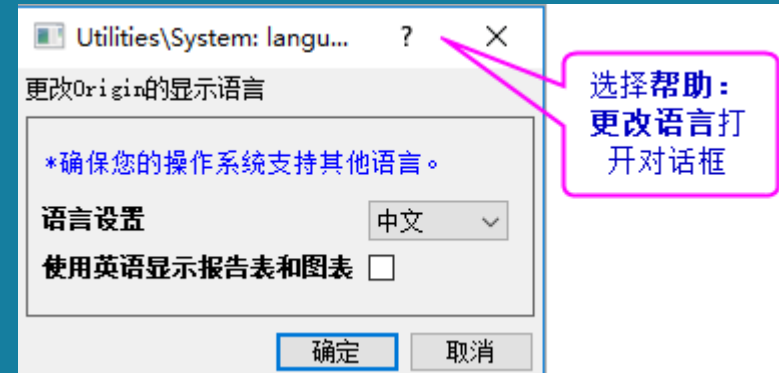 Utilities\System: langu...
?
更改Origin的显示语言
*确保您的操作系统支持其他语言。
语言设置
中文
使用英语显示报告表和图表
确定
取消
选择帮助：
更改语言打
开对话框